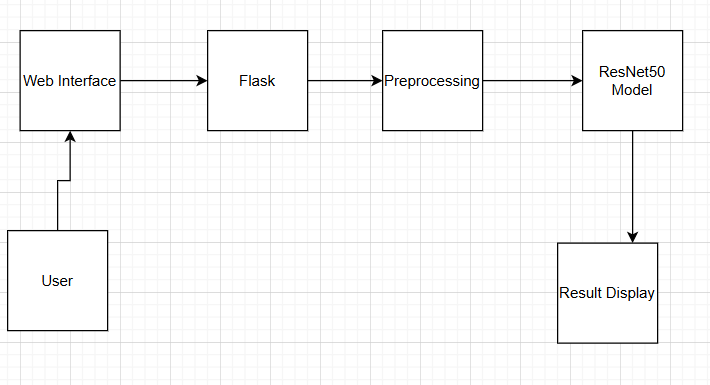 Web Interface
Flask
Preprocessing
ResNet50
Model
User
Result Display